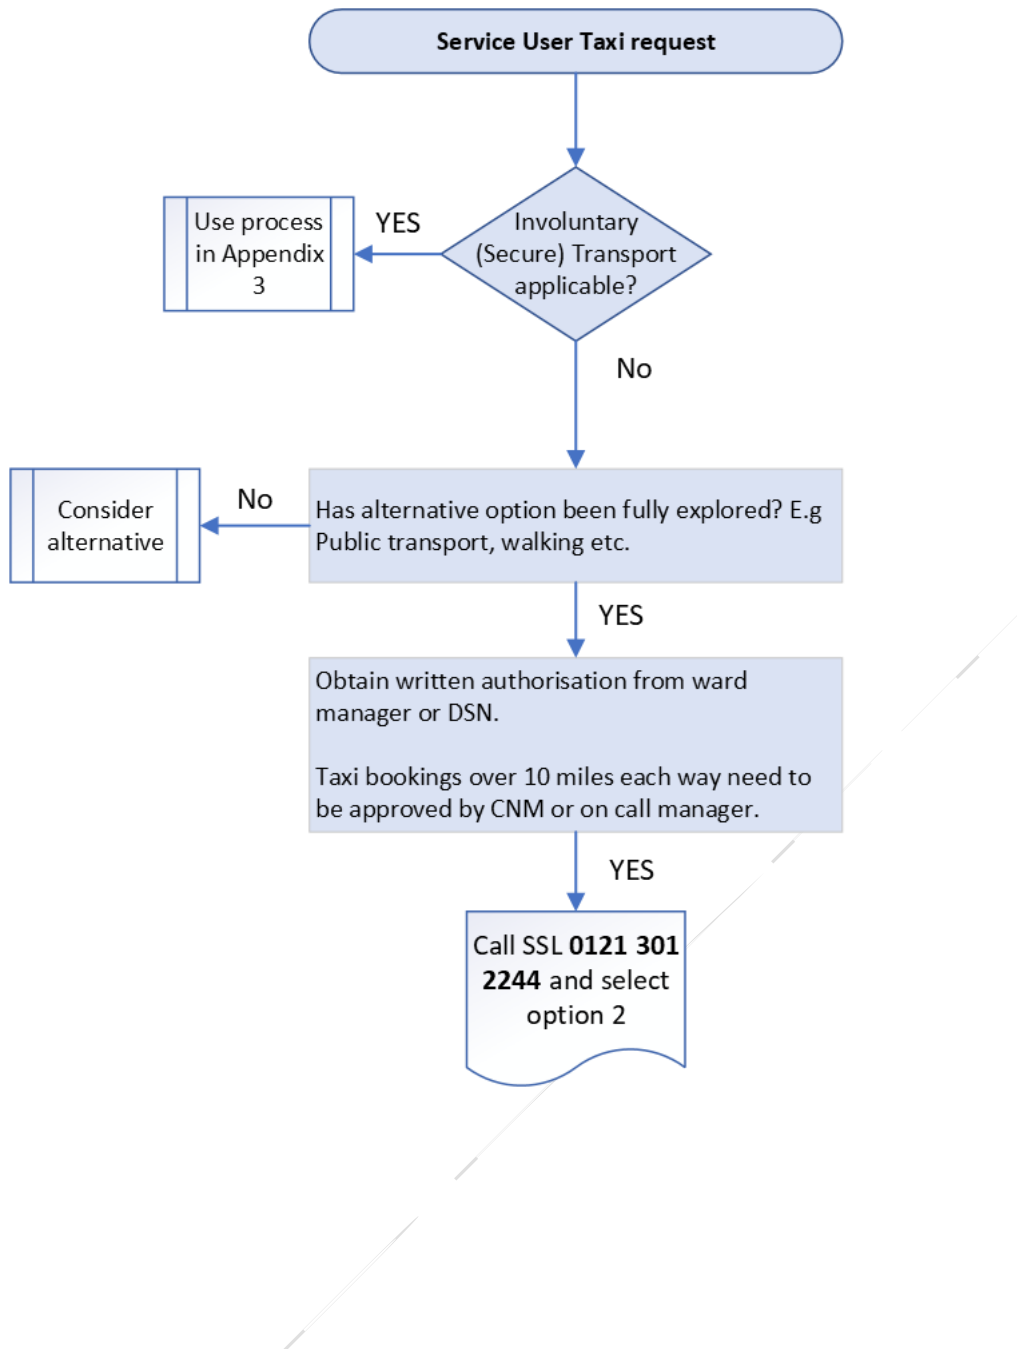 Service User Taxi request
Involuntary
(Secure) Transport
applicable?
YES
Use process
in Appendix
3
No
Has alternative option been fully explored? E.g
Public transport, walking etc.
No
Consider
alternative
YES
Obtain written authorisation from ward
manager or DSN.
Taxi bookings over 10 miles each way need to
be approved by CNM or on call manager.
YES
Call SSL 0121 301
2244 and select
option 2